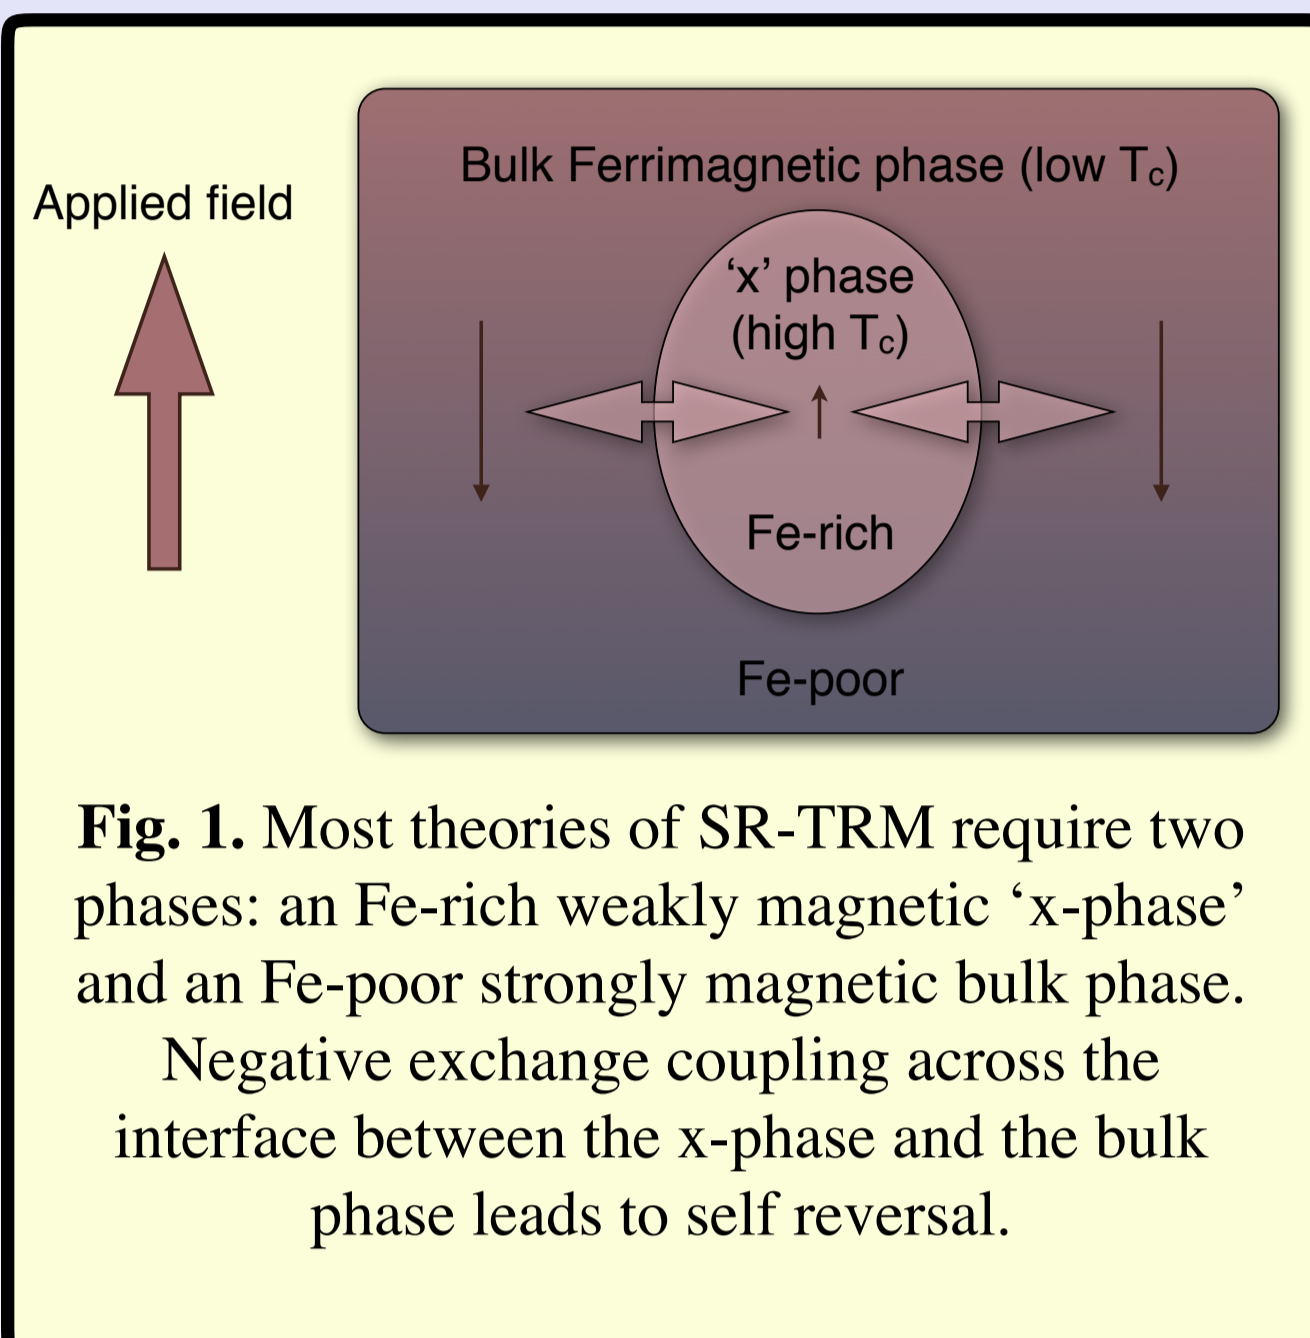 Applied field
Bulk Ferrimagnetic phase (low Tc)
‘x’ phase
(high Tc)
Fe-rich
Fe-poor
Fig. 1. Most theories of SR-TRM require two
phases: an Fe-rich weakly magnetic ‘x-phase’
and an Fe-poor strongly magnetic bulk phase.
Negative exchange coupling across the
interface between the x-phase and the bulk
phase leads to self reversal.